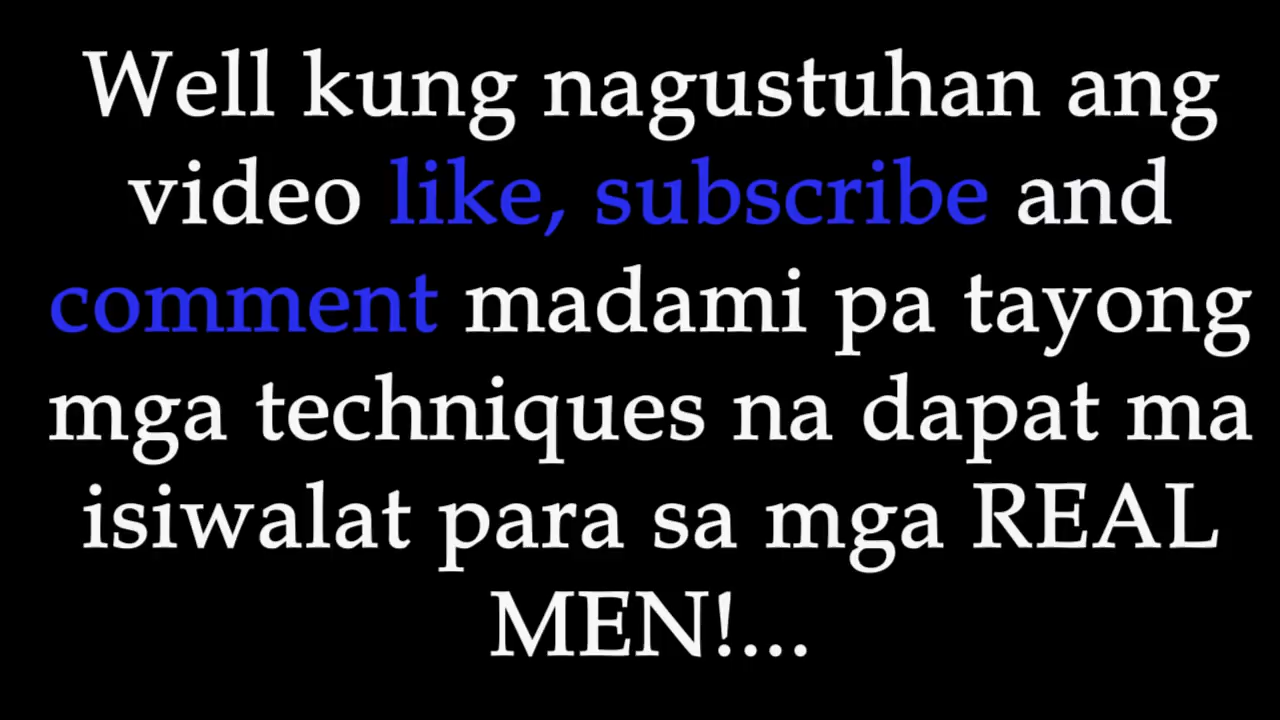 Well kung nagustuhan ang
video like, subscribe and
comment madami pa tayong
mga techniques na dapat ma
isiwalat para sa mga REAL
MEN!...